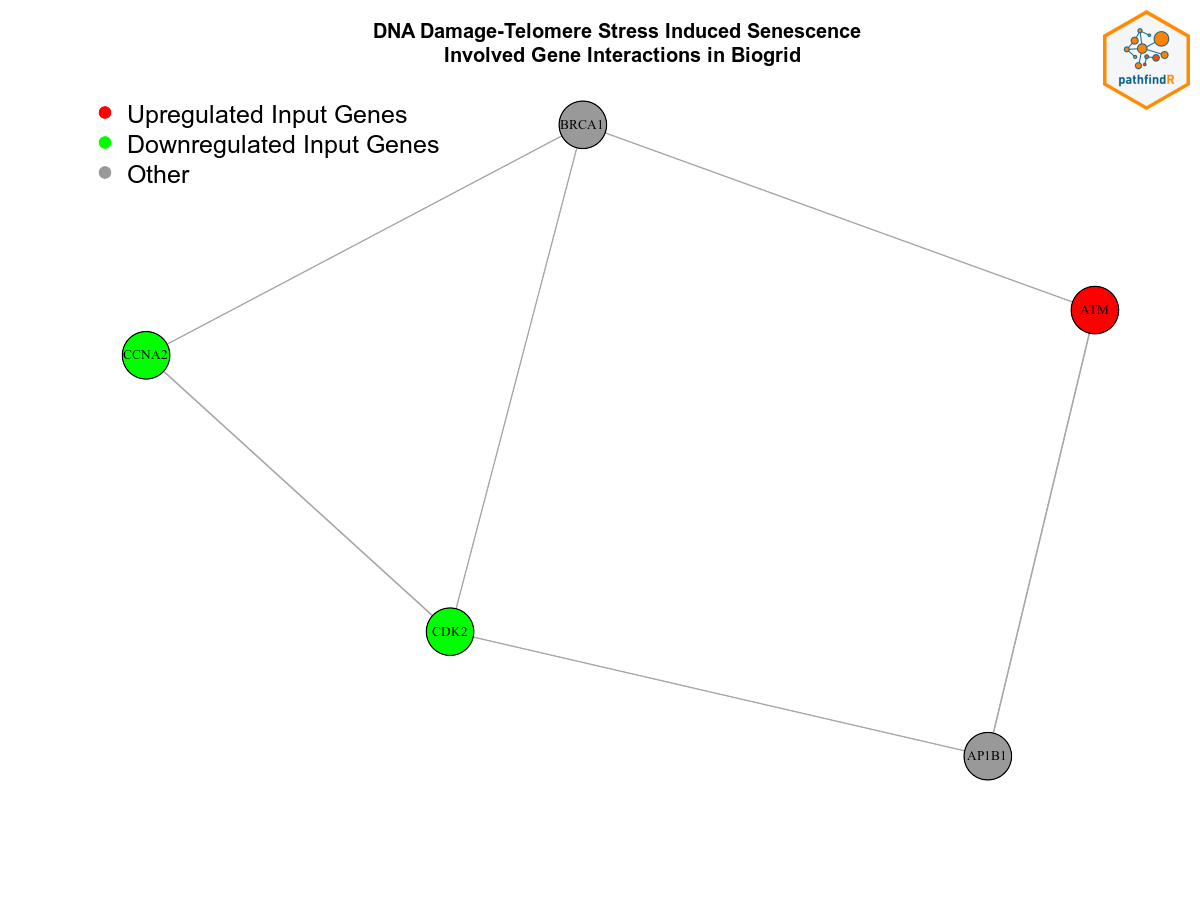 DNA Damage-Telomere Stress Induced Senescence
Involved Gene Interactions in Biogrid
pathfindR
Upregulated Input Genes
Downregulated Input Genes
Other
BRCA1
ATM
CCNA2
CDK2
AP1B1